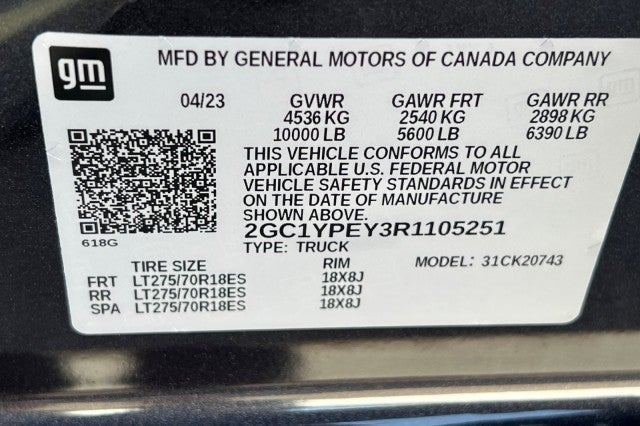 gm
MFD BY GENERAL MOTORS OF CANADA COMPANY
04/23 GVWR GAWR FRT GAWR RR
4536 KG 2540 KG 2898 KG
10000 LB 5600 LB 6390 LB
THIS VEHICLE CONFORMS TO ALL
APPLICABLE U.S. FEDERAL MOTOR
VEHICLE SAFETY STANDARDS IN EFFECT
ON THE DATE OF MANUFACTURE
SHOWN ABOVE.
618G 2GC1YPEY3R1105251
TYPE: TRUCK MODEL: 31CK20743
TIRE SIZE RIM
FRT LT275/70R18ES 18X8J
RR LT275/70R18ES 18X8J
SPA LT275/70R18ES 18X8J